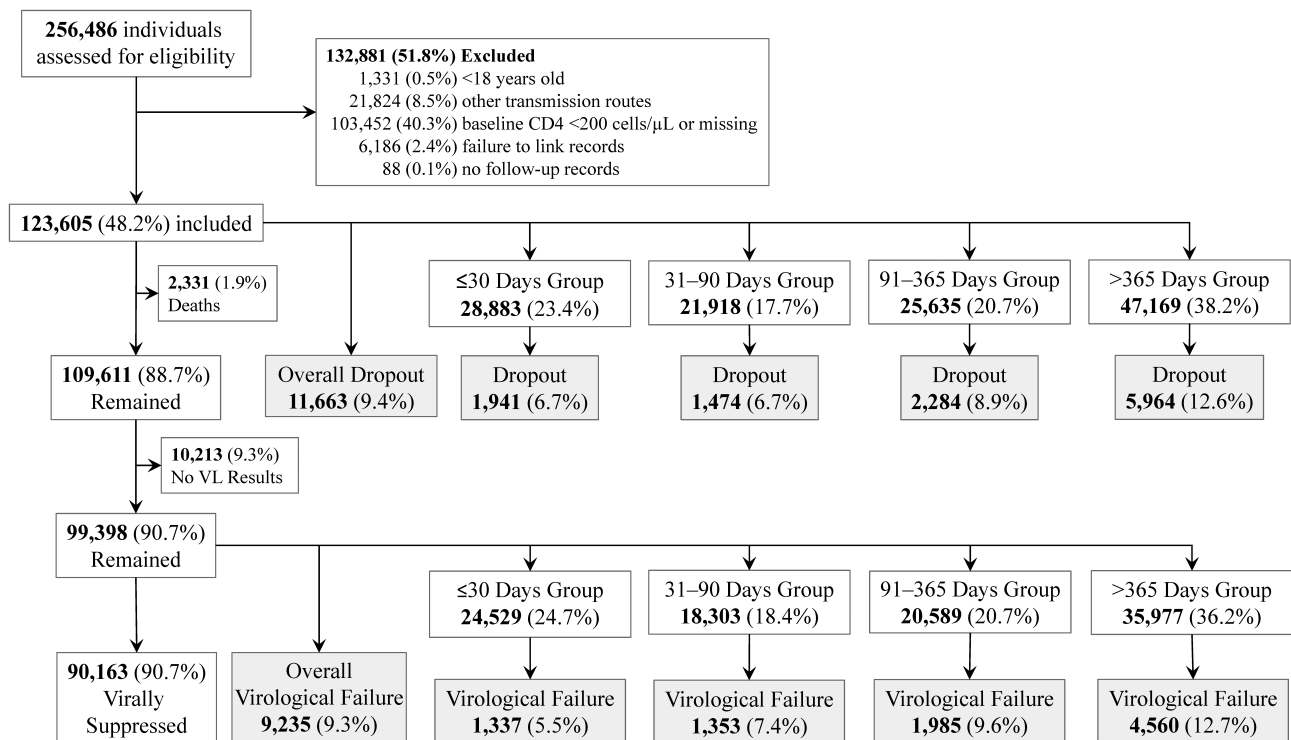 256,486 individuals
assessed for eligibility
132,881 (51.8%) Excluded
1,331 (0.5%) <18 years old
21,824 (8.5%) other transmission routes
103,452 (40.3%) baseline CD4 <200 cells/µL or missing
6,186 (2.4%) failure to link records
88 (0.1%) no follow-up records
123,605 (48.2%) included
2,331 (1.9%)
Deaths
≤30 Days Group
28,883 (23.4%)
31–90 Days Group
21,918 (17.7%)
91–365 Days Group
25,635 (20.7%)
>365 Days Group
47,169 (38.2%)
109,611 (88.7%)
Remained
Overall Dropout
11,663 (9.4%)
Dropout
1,941 (6.7%)
Dropout
1,474 (6.7%)
Dropout
2,284 (8.9%)
Dropout
5,964 (12.6%)
10,213 (9.3%)
No VL Results
99,398 (90.7%)
Remained
≤30 Days Group
24,529 (24.7%)
31–90 Days Group
18,303 (18.4%)
91–365 Days Group
20,589 (20.7%)
>365 Days Group
35,977 (36.2%)
90,163 (90.7%)
Virally
Suppressed
Overall
Virological Failure
9,235 (9.3%)
Virological Failure
1,337 (5.5%)
Virological Failure
1,353 (7.4%)
Virological Failure
1,985 (9.6%)
Virological Failure
4,560 (12.7%)